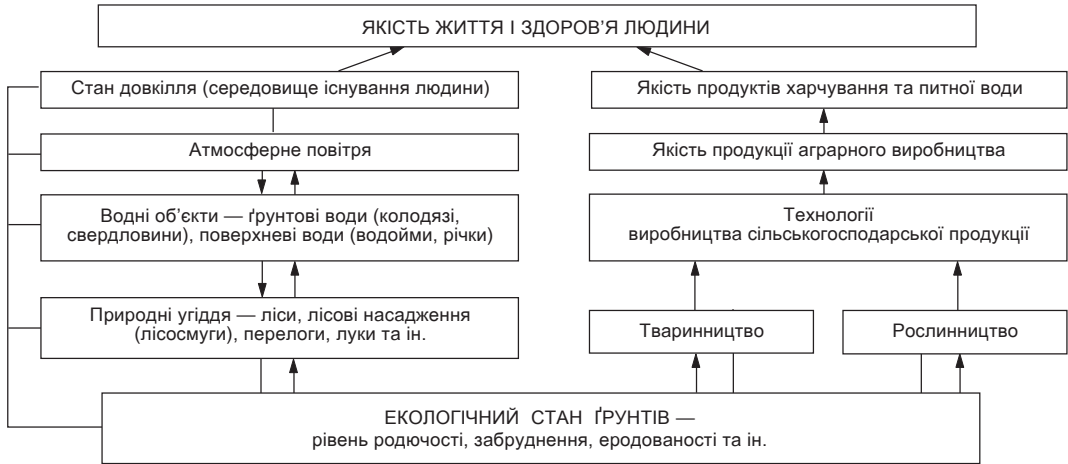 ЯКІСТЬ ЖИТТЯ І ЗДОРОВ’Я ЛЮДИНИ
Стан довкілля (середовище існування людини)
Якість продуктів харчування та питної води
Атмосферне повітря
Якість продукції аграрного виробництва
Водні об’єкти — ґрунтові води (колодязі,
свердловини), поверхневі води (водойми, річки)
Технології
виробництва сільськогосподарської продукції
Природні угіддя — ліси, лісові насадження
(лісосмуги), перелоги, луки та ін.
Тваринництво
Рослинництво
ЕКОЛОГІЧНИЙ СТАН ҐРУНТІВ —
рівень родючості, забруднення, еродованості та ін.